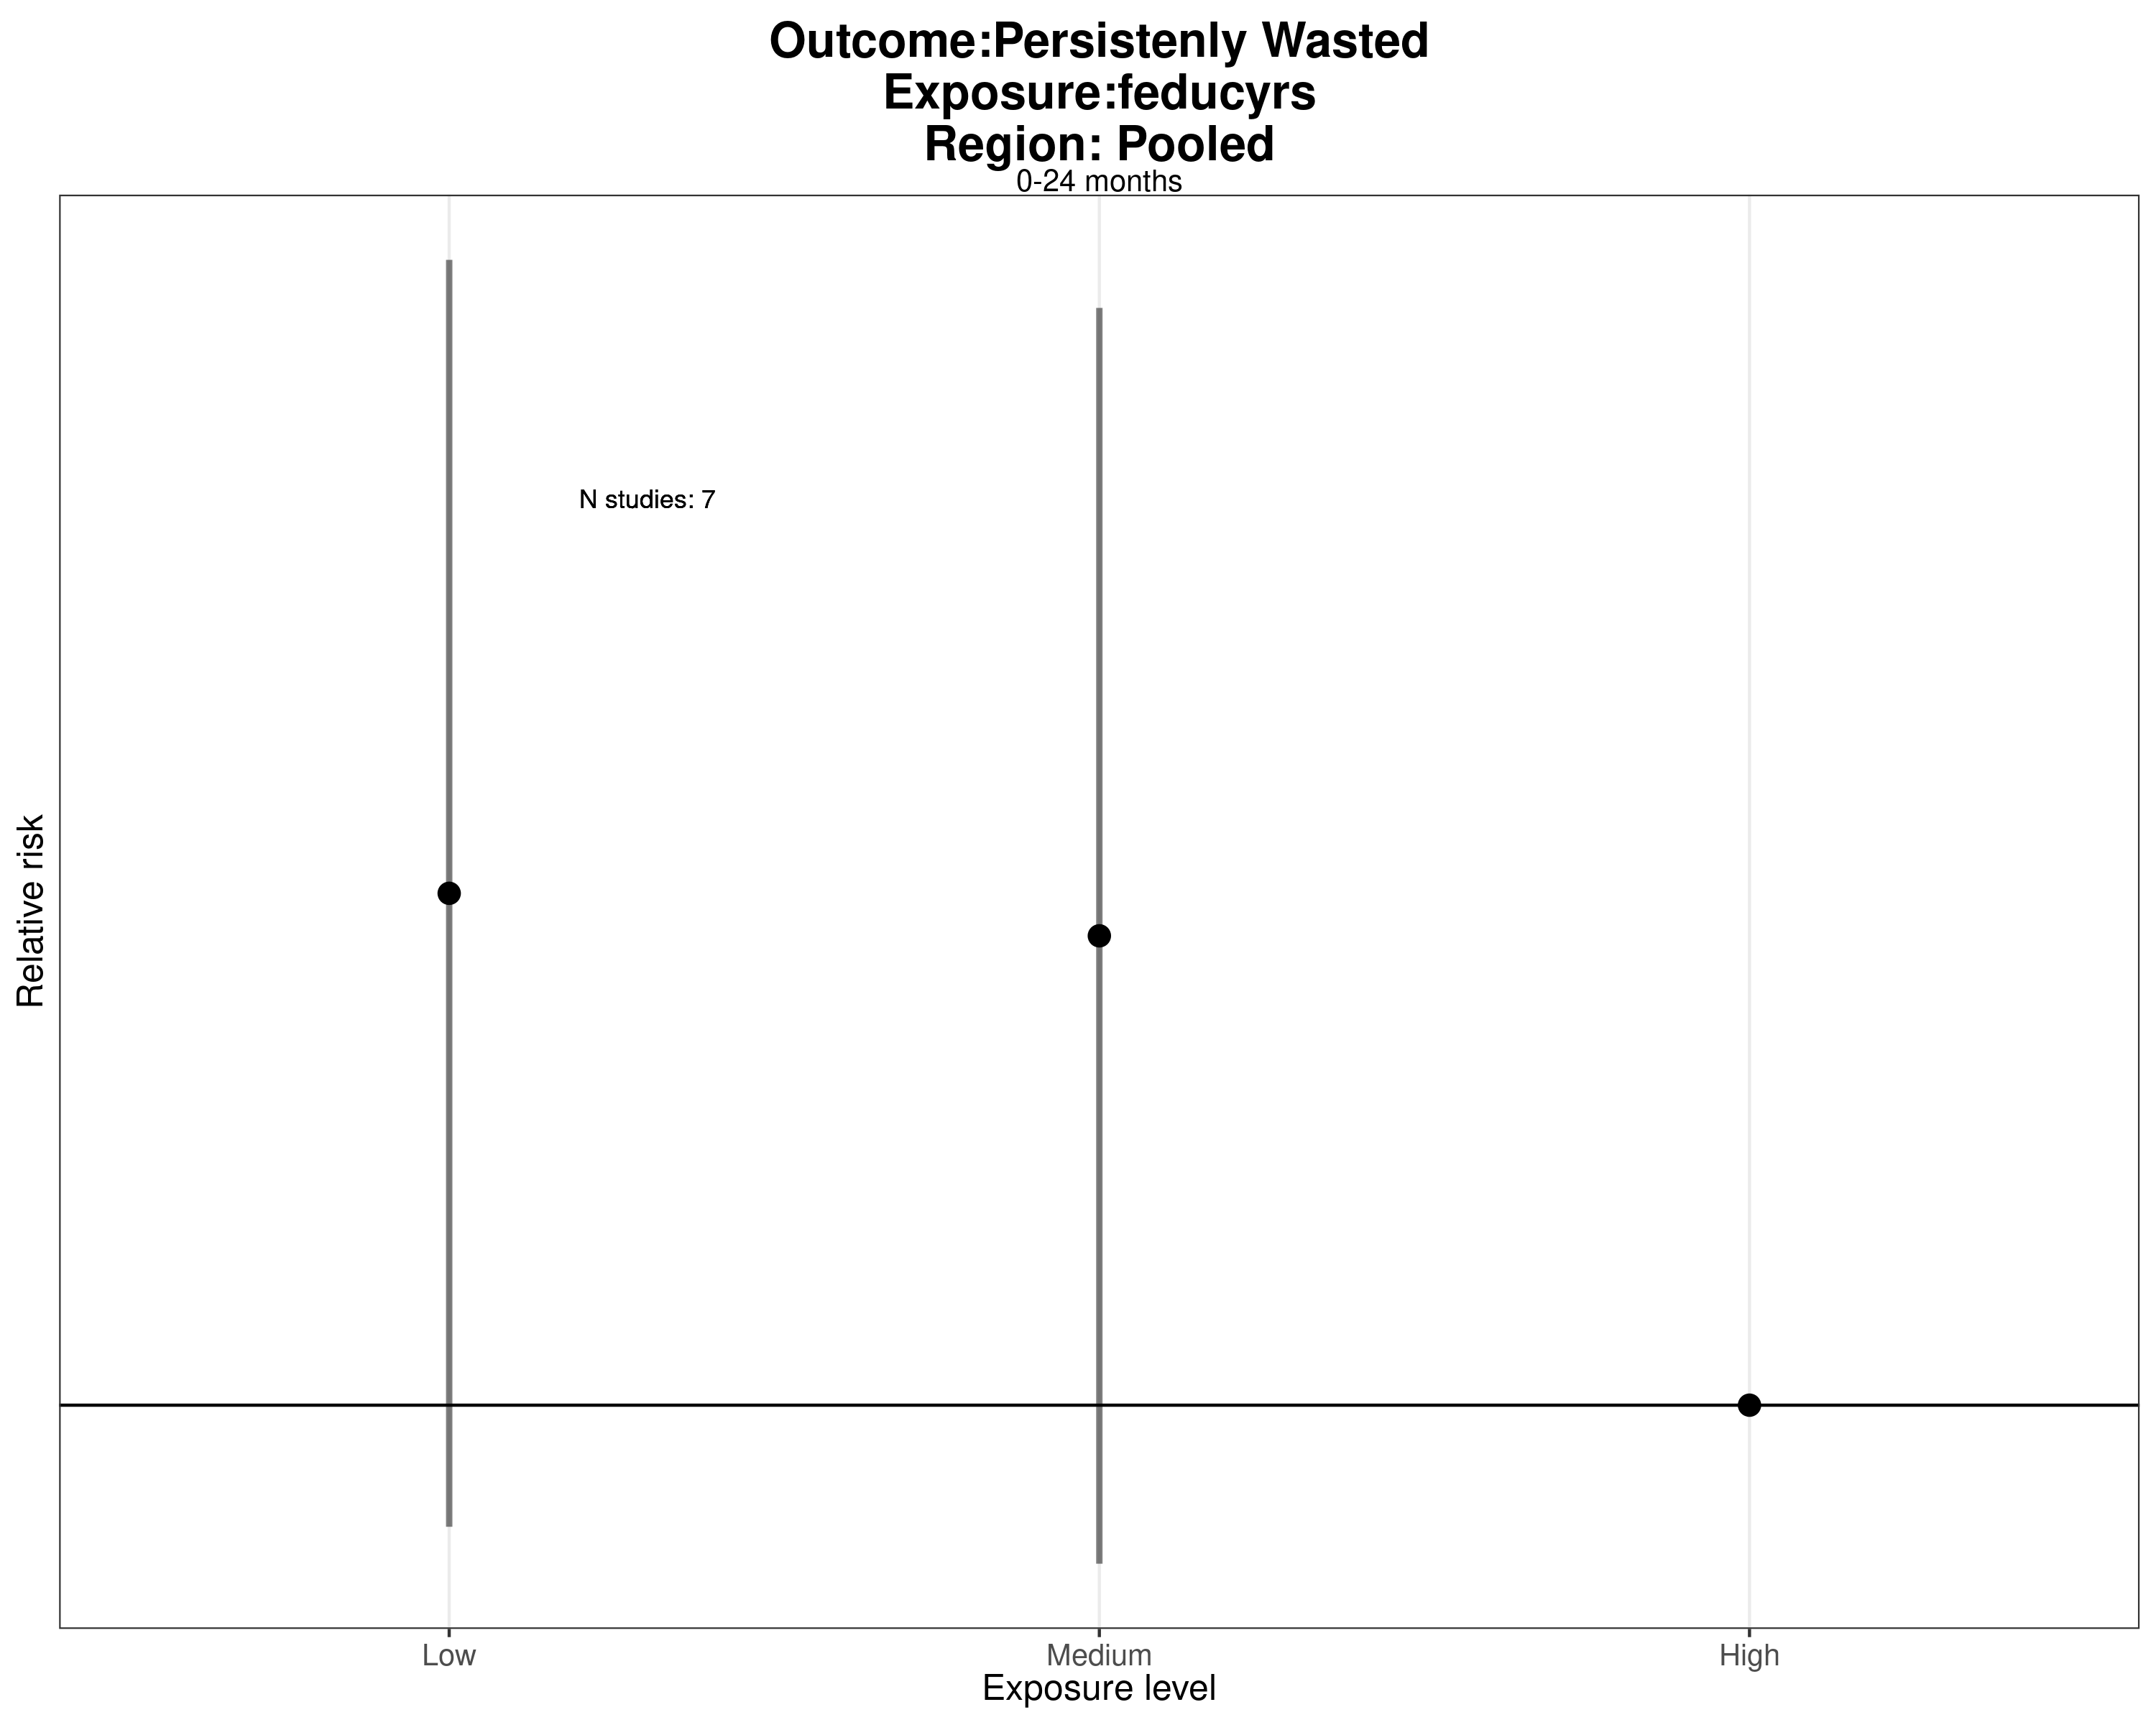 Outcome:Persistenly Wasted
Exposure:feducyrs
Region: Pooled
0-24 months
N studies: 7
Relative risk
Low
Medium
High
Exposure level